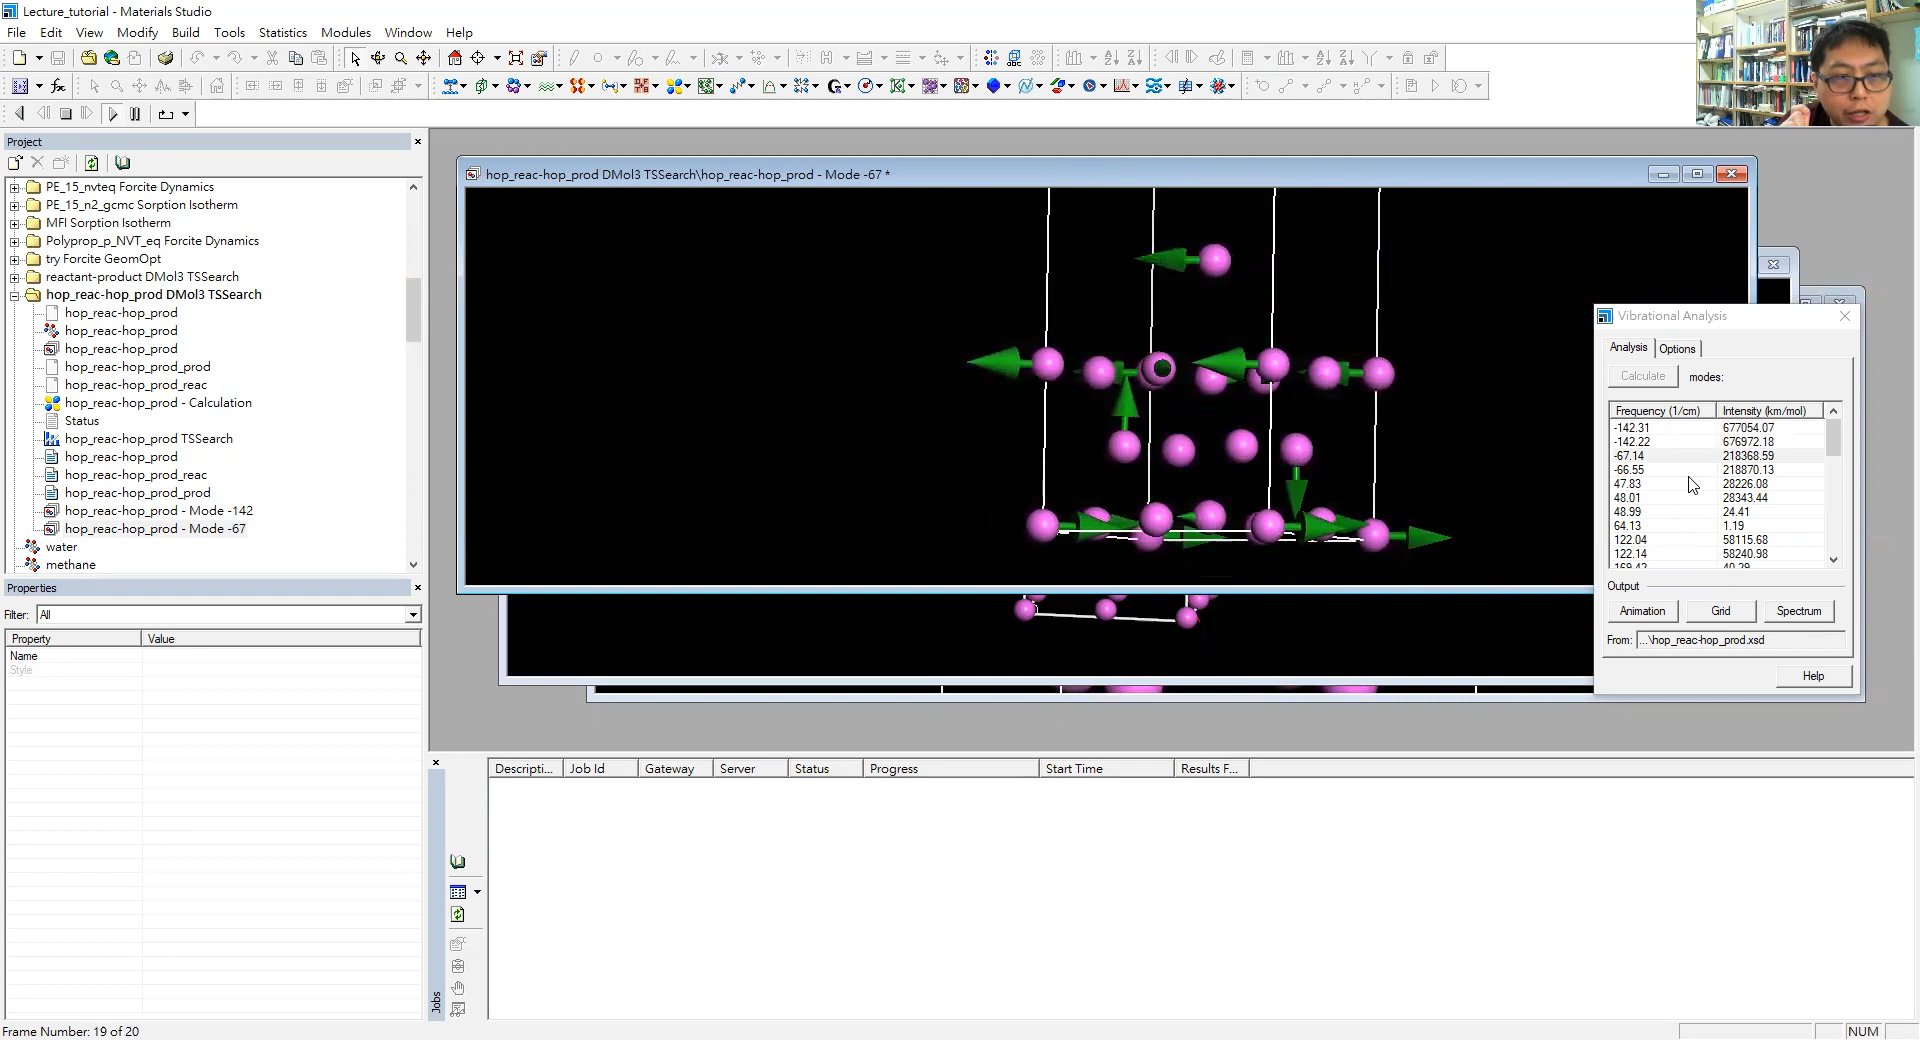 Lecture_tutorial - Materials Studio
File Edit View Modify Build Tools Statistics Modules Window Help
Project
PE_15_nvteq Forcite Dynamics
PE_15_n2_gcmc Sorption Isotherm
MFI Sorption Isotherm
Polyprop_p_NVT_eq Forcite Dynamics
try Forcite GeomOpt
reactant-product DMol3 TSSearch
hop_reac-hop_prod DMol3 TSSearch
hop_reac-hop_prod
hop_reac-hop_prod
hop_reac-hop_prod
hop_reac-hop_prod_prod
hop_reac-hop_prod_reac
hop_reac-hop_prod - Calculation
Status
hop_reac-hop_prod TSSearch
hop_reac-hop_prod
hop_reac-hop_prod_reac
hop_reac-hop_prod_prod
hop_reac-hop_prod - Mode -142
hop_reac-hop_prod - Mode -67
water
methane
Properties
Filter: All
Property Value
Name
Style
hop_reac-hop_prod DMol3 TSSearch\hop_reac-hop_prod - Mode -67 *
Vibrational Analysis
Analysis Options
Calculate modes:
Frequency (1/cm) Intensity (km/mol)
-142.31 677054.07
-142.22 676972.18
-67.14 218368.59
-66.55 218870.13
47.83 28226.08
48.01 28343.44
48.99 24.41
64.13 1.19
122.04 58115.68
122.14 58240.98
169.42 40.29
Output
Animation Grid Spectrum
From: ...\hop_reac-hop_prod.xsd
Help
Descripti... Job Id Gateway Server Status Progress Start Time Results F...
Jobs
Frame Number: 19 of 20
NUM